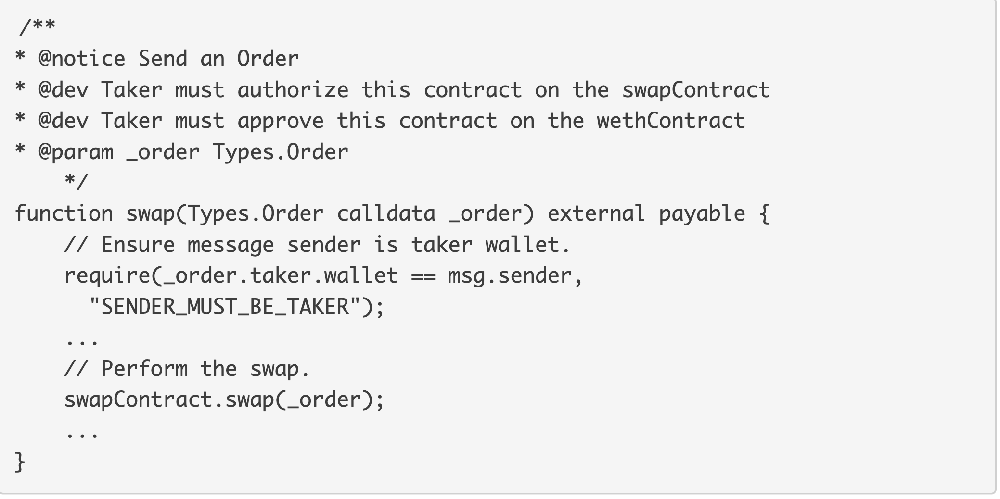 /**
* @notice Send an Order
* @dev Taker must authorize this contract on the swapContract
* @dev Taker must approve this contract on the wethContract
* @param _order Types.Order
*/
function swap(Types.Order calldata _order) external payable {
// Ensure message sender is taker wallet.
require(_order.taker.wallet == msg.sender,
"SENDER_MUST_BE_TAKER");
...
// Perform the swap.
swapContract.swap(_order);
...
}